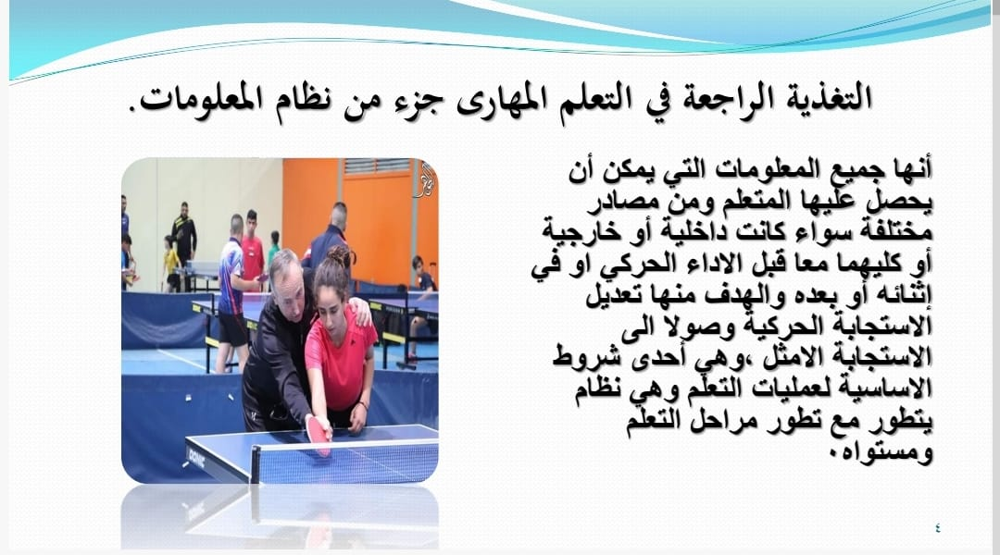 التغذية الراجعة في التعلم المهارى جزء من نظام المعلومات.
أنها جميع المعلومات التي يمكن أن
يحصل عليها المتعلم ومن مصادر
مختلفة سواء كانت داخلية أو خارجية
أو كليهما معا قبل الاداء الحركي او في
إثنائه أو بعده والهدف منها تعديل
الاستجابة الحركية وصولا الى
الاستجابة الامثل ،وهي أحدى شروط
الاساسية لعمليات التعلم وهي نظام
يتطور مع تطور مراحل التعلم
ومستواه٠
DONIC
٤